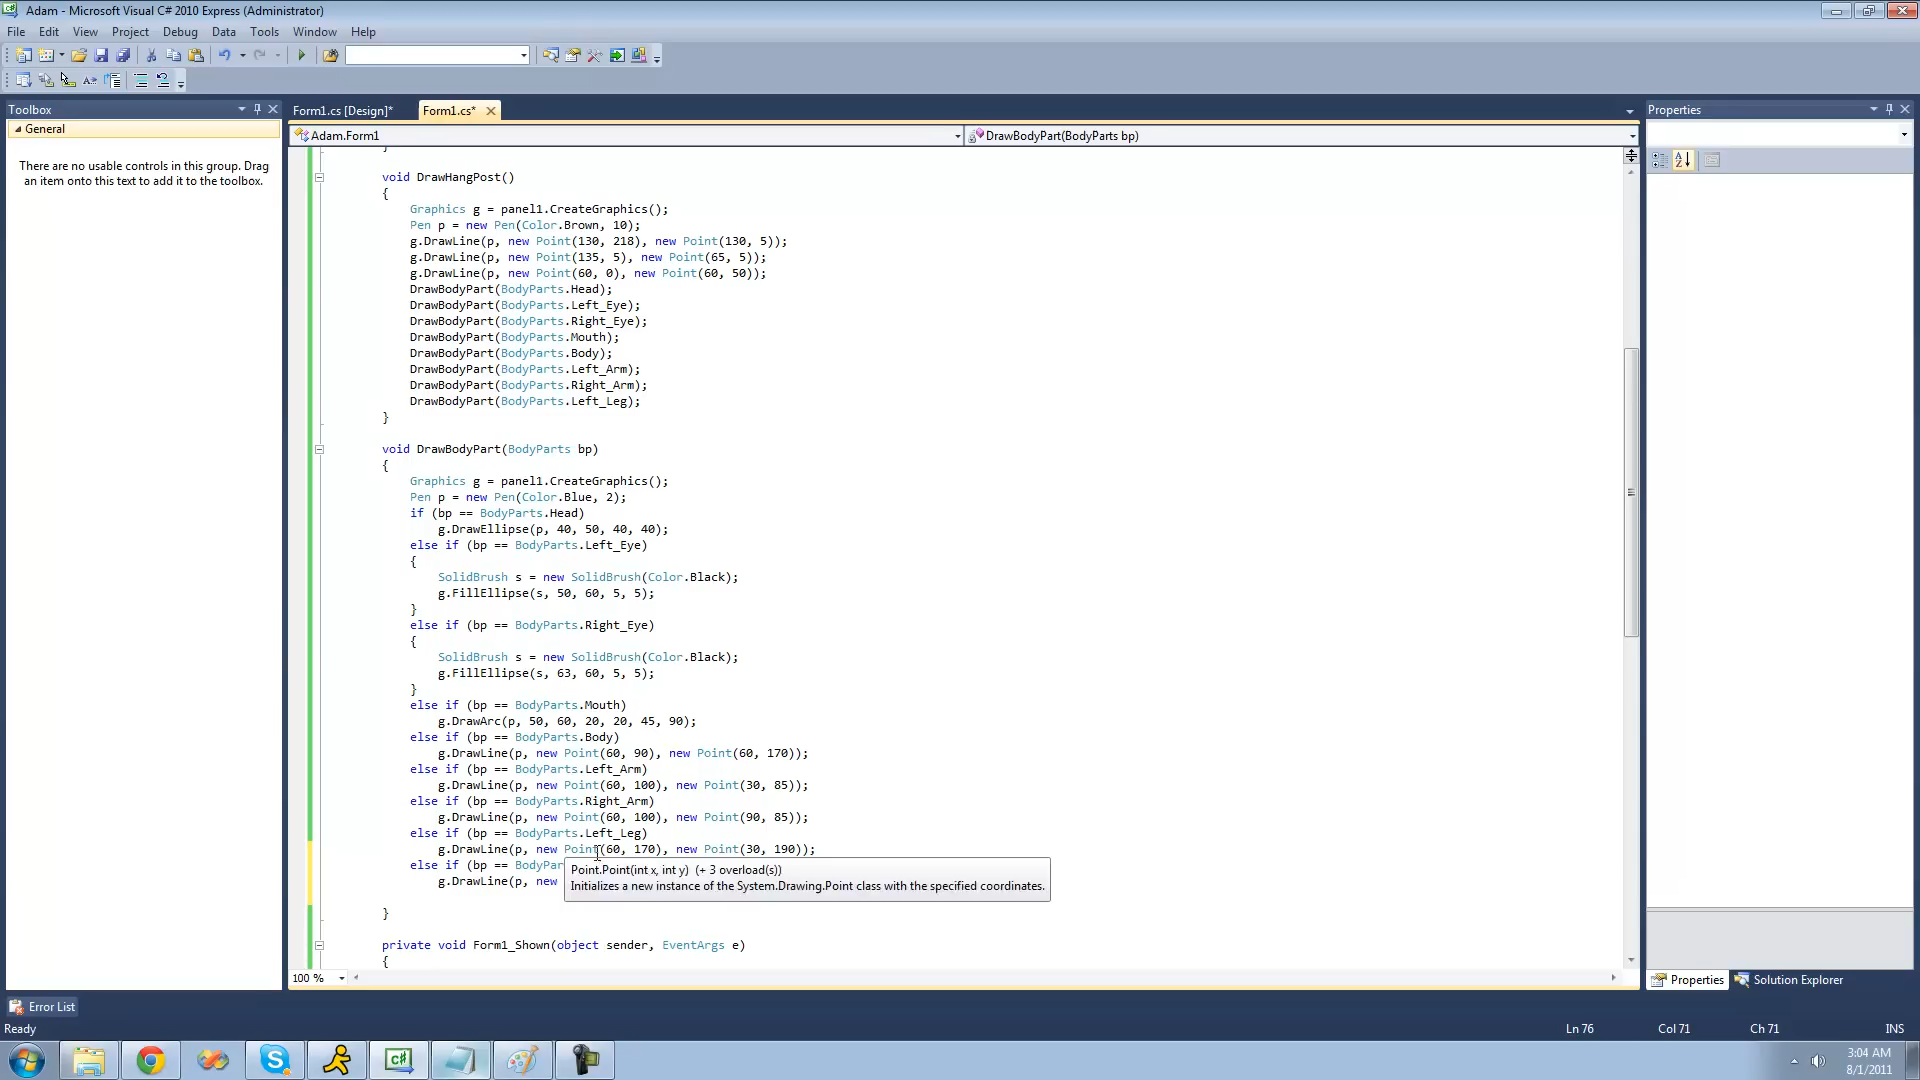 Adam - Microsoft Visual C# 2010 Express (Administrator)
File Edit View Project Debug Data Tools Window Help
Toolbox
General
There are no usable controls in this group. Drag
an item onto this text to add it to the toolbox.
Form1.cs [Design]* Form1.cs*
Adam.Form1 DrawBodyPart(BodyParts bp)
}
void DrawHangPost()
{
Graphics g = panel1.CreateGraphics();
Pen p = new Pen(Color.Brown, 10);
g.DrawLine(p, new Point(130, 218), new Point(130, 5));
g.DrawLine(p, new Point(135, 5), new Point(65, 5));
g.DrawLine(p, new Point(60, 0), new Point(60, 50));
DrawBodyPart(BodyParts.Head);
DrawBodyPart(BodyParts.Left_Eye);
DrawBodyPart(BodyParts.Right_Eye);
DrawBodyPart(BodyParts.Mouth);
DrawBodyPart(BodyParts.Body);
DrawBodyPart(BodyParts.Left_Arm);
DrawBodyPart(BodyParts.Right_Arm);
DrawBodyPart(BodyParts.Left_Leg);
}
void DrawBodyPart(BodyParts bp)
{
Graphics g = panel1.CreateGraphics();
Pen p = new Pen(Color.Blue, 2);
if (bp == BodyParts.Head)
g.DrawEllipse(p, 40, 50, 40, 40);
else if (bp == BodyParts.Left_Eye)
{
SolidBrush s = new SolidBrush(Color.Black);
g.FillEllipse(s, 50, 60, 5, 5);
}
else if (bp == BodyParts.Right_Eye)
{
SolidBrush s = new SolidBrush(Color.Black);
g.FillEllipse(s, 63, 60, 5, 5);
}
else if (bp == BodyParts.Mouth)
g.DrawArc(p, 50, 60, 20, 20, 45, 90);
else if (bp == BodyParts.Body)
g.DrawLine(p, new Point(60, 90), new Point(60, 170));
else if (bp == BodyParts.Left_Arm)
g.DrawLine(p, new Point(60, 100), new Point(30, 85));
else if (bp == BodyParts.Right_Arm)
g.DrawLine(p, new Point(60, 100), new Point(90, 85));
else if (bp == BodyParts.Left_Leg)
g.DrawLine(p, new Point(60, 170), new Point(30, 190));
else if (bp == BodyPar
g.DrawLine(p, new
Point.Point(int x, int y) (+ 3 overload(s))
Initializes a new instance of the System.Drawing.Point class with the specified coordinates.
}
private void Form1_Shown(object sender, EventArgs e)
{
100 %
Properties
Properties Solution Explorer
Error List
Ready Ln 76 Col 71 Ch 71 INS
3:04 AM
8/1/2011